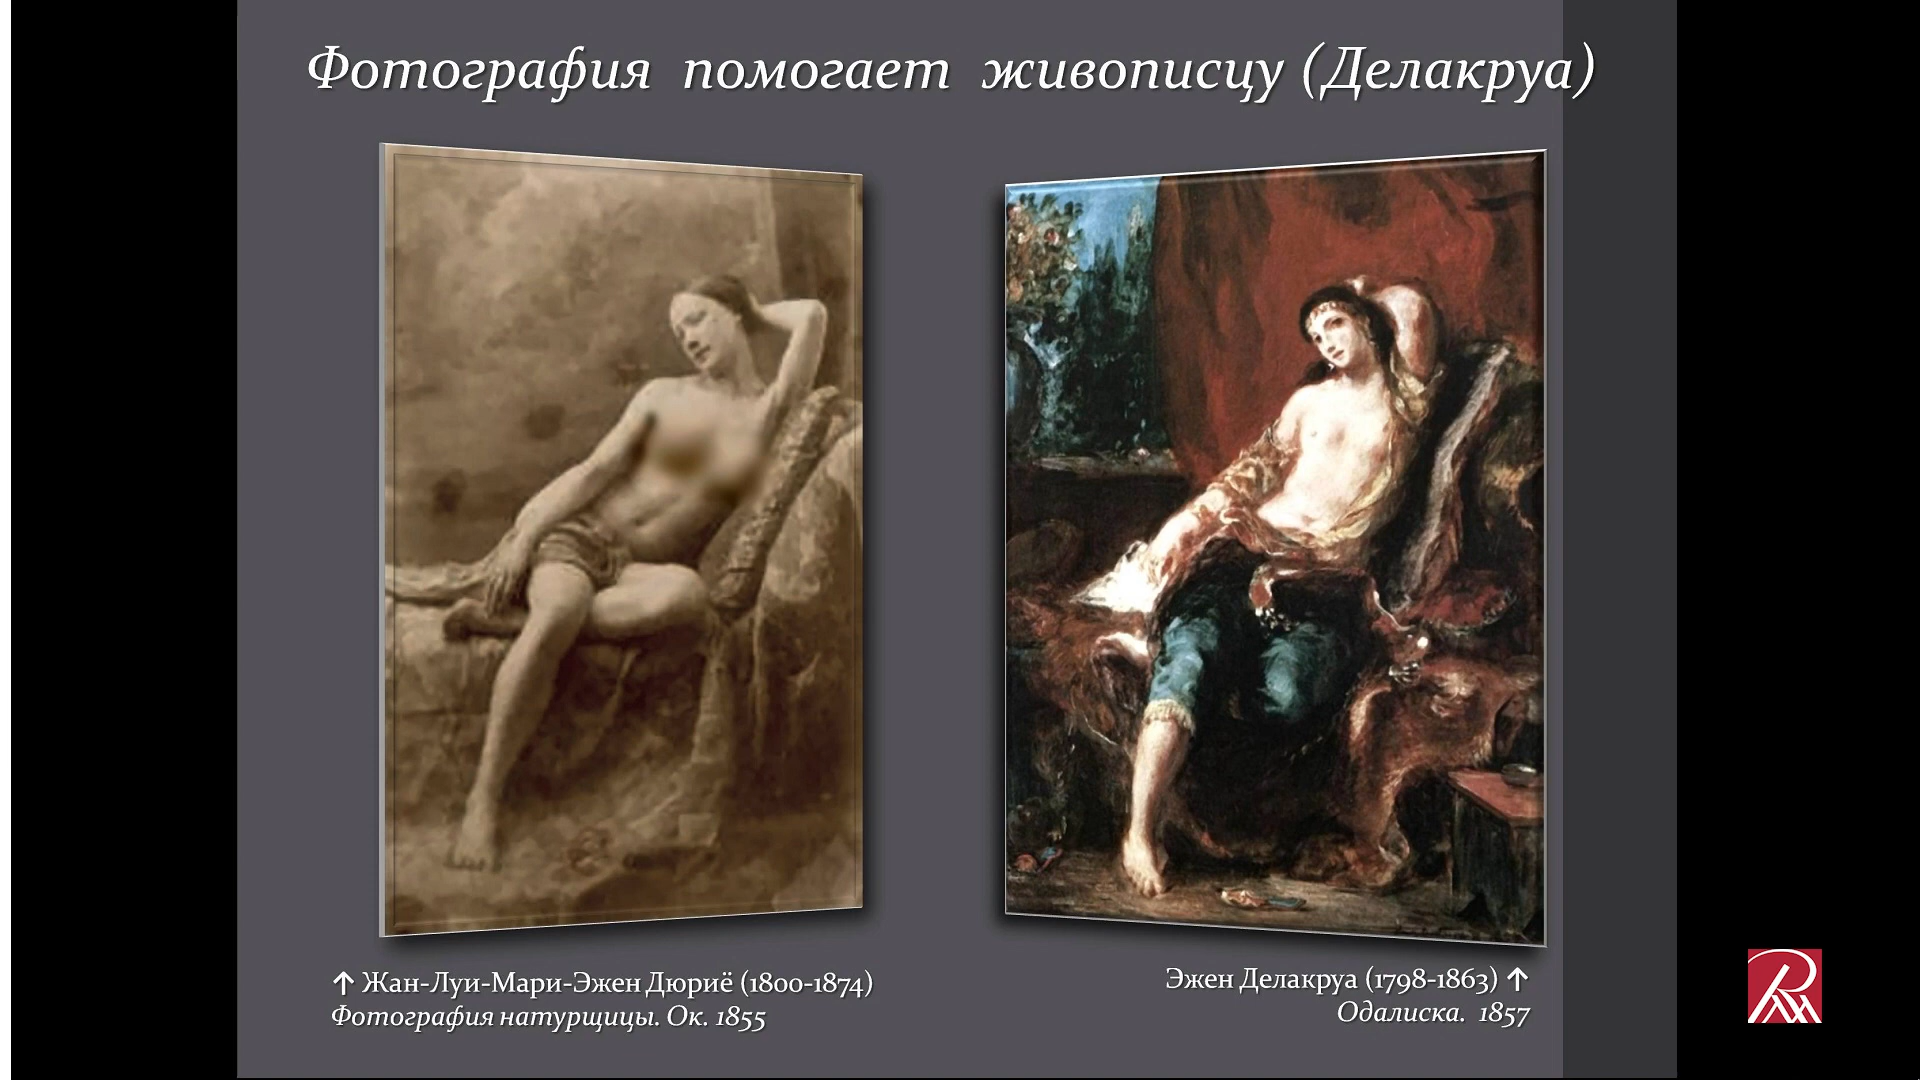 Фотография помогает живописцу (Делакруа)
↑ Жан-Луи-Мари-Эжен Дюриё (1800-1874)
Фотография натурщицы. Ок. 1855
Эжен Делакруа (1798-1863) ↑
Одалиска. 1857